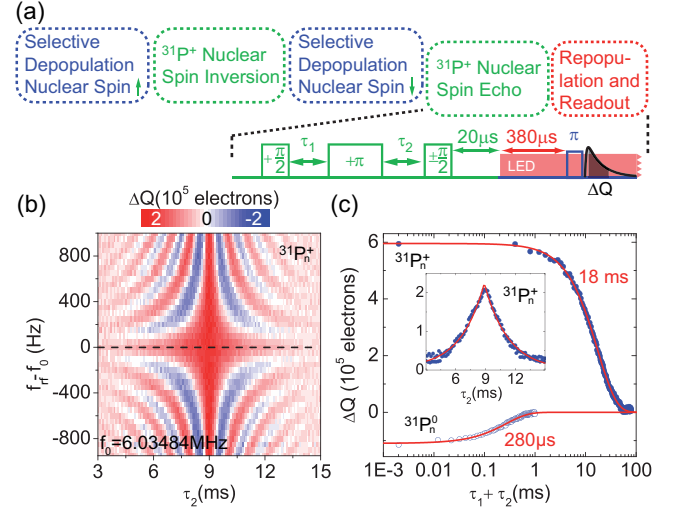 (a)
Selective
Depopulation
Nuclear Spin
³¹P⁺ Nuclear
Spin Inversion
Selective
Depopulation
Nuclear Spin
³¹P⁺ Nuclear
Spin Echo
Repopu-
lation and
Readout
+π/2
τ₁
+π
τ₂
±π/2
20μs
380μs
π
LED
ΔQ
(b)
ΔQ(10⁵ electrons)
2 0 -2
³¹Pₙ⁺
f_rf-f₀ (Hz)
800
400
0
-400
-800
f₀=6.03484MHz
3 6 9 12 15
τ₂(ms)
(c)
ΔQ (10⁵ electrons)
6
5
4
3
2
1
0
-1
³¹Pₙ⁺
18 ms
³¹Pₙ⁺
2
1
0
6 9 12
τ₂(ms)
³¹Pₙ⁰
280μs
1E-3 0.01 0.1 1 10 100
τ₁+ τ₂(ms)